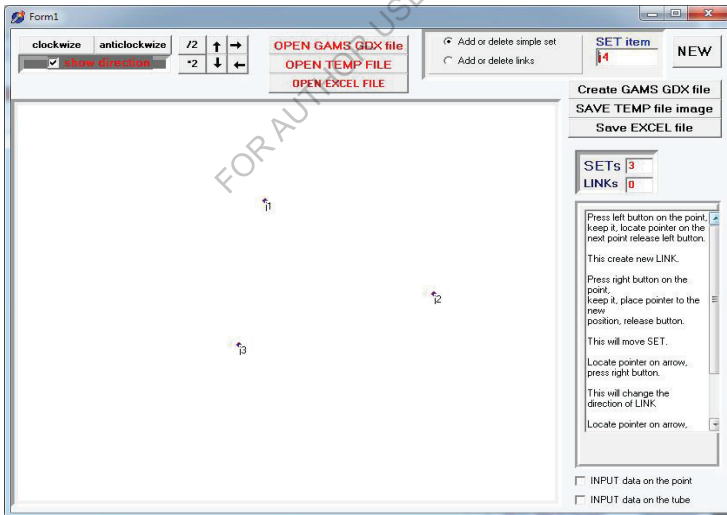 Form1
clockwize anticlockwize
show direction
/2
*2
OPEN GAMS GDX file
OPEN TEMP FILE
OPEN EXCEL FILE
Add or delete simple set
Add or delete links
SET item
i4
NEW
Create GAMS GDX file
SAVE TEMP file image
Save EXCEL file
SETs 3
LINKs 0
FOR AUTHOR USE
i1
i2
i3
Press left button on the point,
keep it, locate pointer on the
next point release left button.
This create new LINK.
Press right button on the
point,
keep it, place pointer to the
new
position, release button.
This will move SET.
Locate pointer on arrow,
press right button.
This will change the
direction of LINK
Locate pointer on arrow,
INPUT data on the point
INPUT data on the tube